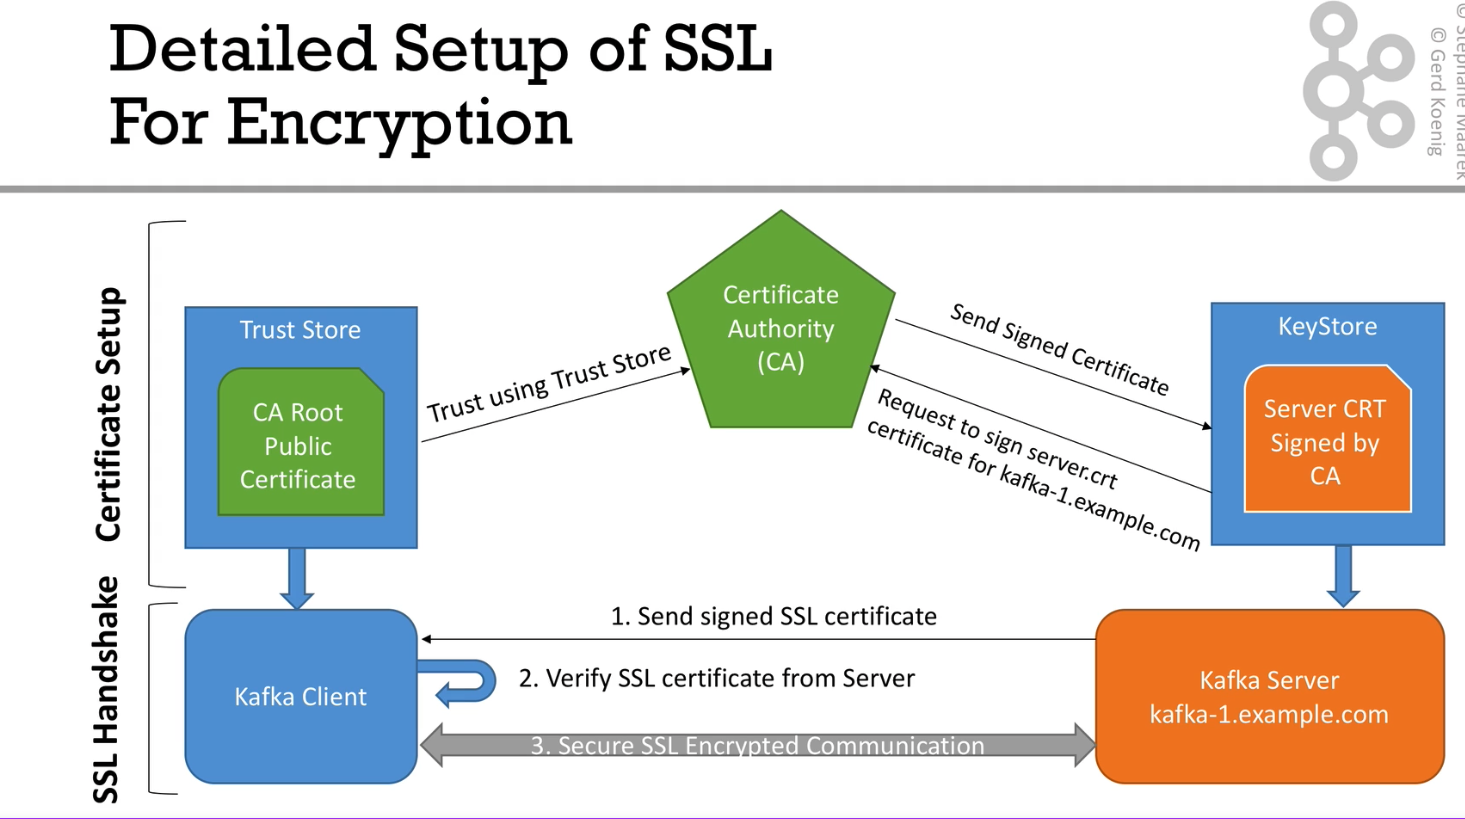 Detailed Setup of SSL
For Encryption
© Stephane Maarek
© Gerd Koenig
Certificate Setup
Trust Store
CA Root
Public
Certificate
Trust using Trust Store
Certificate
Authority
(CA)
Send Signed Certificate
Request to sign server.crt
certificate for kafka-1.example.com
KeyStore
Server CRT
Signed by
CA
SSL Handshake
Kafka Client
1. Send signed SSL certificate
2. Verify SSL certificate from Server
3. Secure SSL Encrypted Communication
Kafka Server
kafka-1.example.com